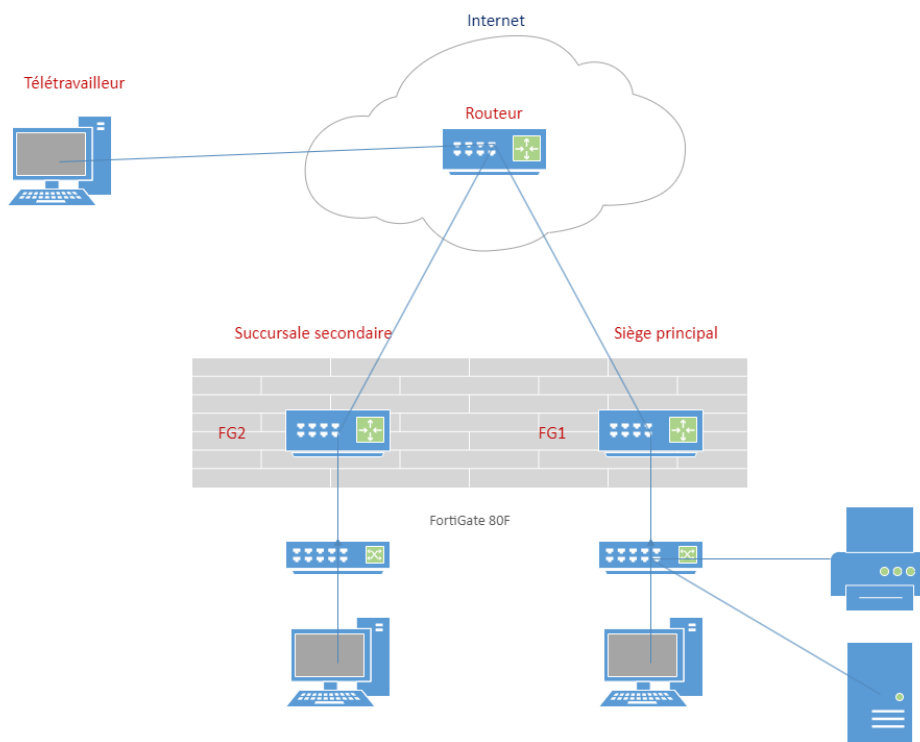 Internet
Télétravailleur
Routeur
Succursale secondaire
Siège principal
FG2
FG1
FortiGate 80F